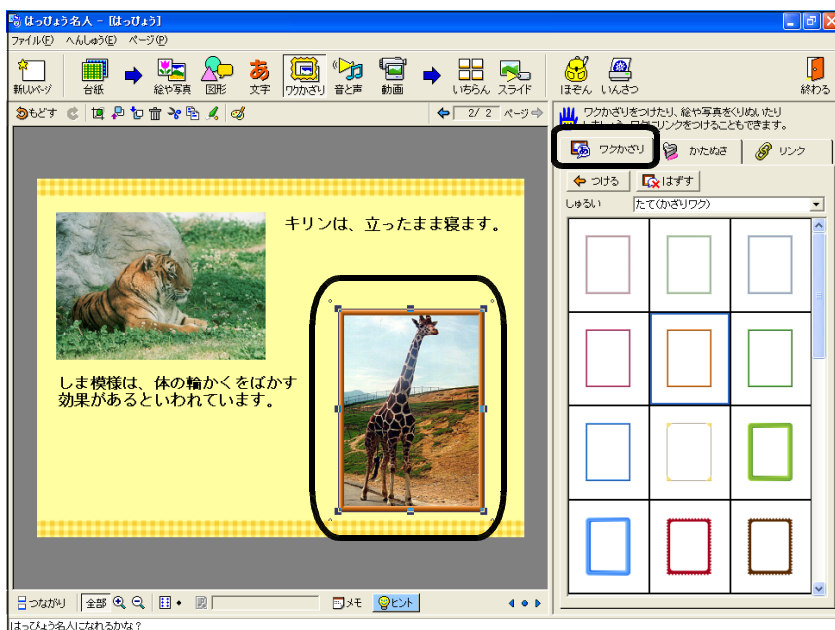 はっぴょう名人 - [はっぴょう]
ファイル(F) へんしゅう(E) ページ(P)
新しいページ 台紙 絵や写真 図形 文字 ワクかざり 音と声 動画 いちらん スライド ほぞん いんさつ 終わる
もどす 2/ 2 ページ
ワクかざりをつけたり、絵や写真をくりぬいたり
リンクをつけることもできます。
ワクかざり かたぬき リンク
つける はずす
しゅるい たて(かざりワク)
キリンは、立ったまま寝ます。
しま模様は、体の輪かくをぼかす
効果があるといわれています。
つながり 全部 メモ ヒント
はっぴょう名人になれるかな？